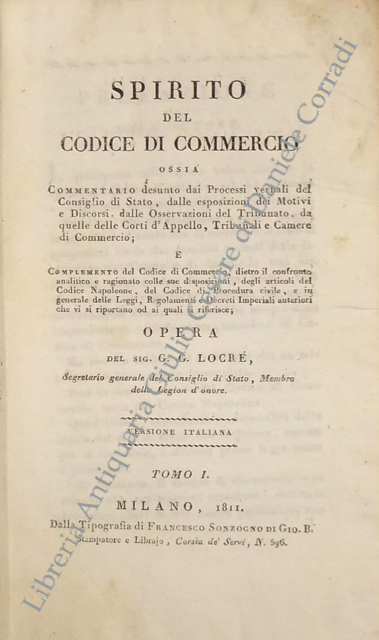 SPIRITO
DEL
CODICE DI COMMERCIO
OSSIA
COMMENTARIO desunto dai Processi verbali del
Consiglio di Stato, dalle esposizioni dei Motivi
e Discorsi, dalle Osservazioni del Tribunato, da
quelle delle Corti d'Appello, Tribunali e Camere
di Commercio;
E
COMPLEMENTO del Codice di Commercio, dietro il confronto
analitico e ragionato colle sue disposizioni, degli articoli del
Codice Napoleone, del Codice di Procedura civile, e in
generale delle Leggi, Regolamenti e Decreti Imperiali anteriori
che vi si riportano od ai quali si riferisce;
OPERA
DEL SIG. G. G. LOCRÉ,
Segretario generale del Consiglio di Stato, Membro
della Legion d'onore.
VERSIONE ITALIANA
TOMO I.
MILANO, 1811.
Dalla Tipografia di FRANCESCO SONZOGNO DI GIO. B.
Stampatore e Librajo, Corsia de' Servi, N. 596.
Libreria Antiquaria Giulio Cesare di Daniele Corradi